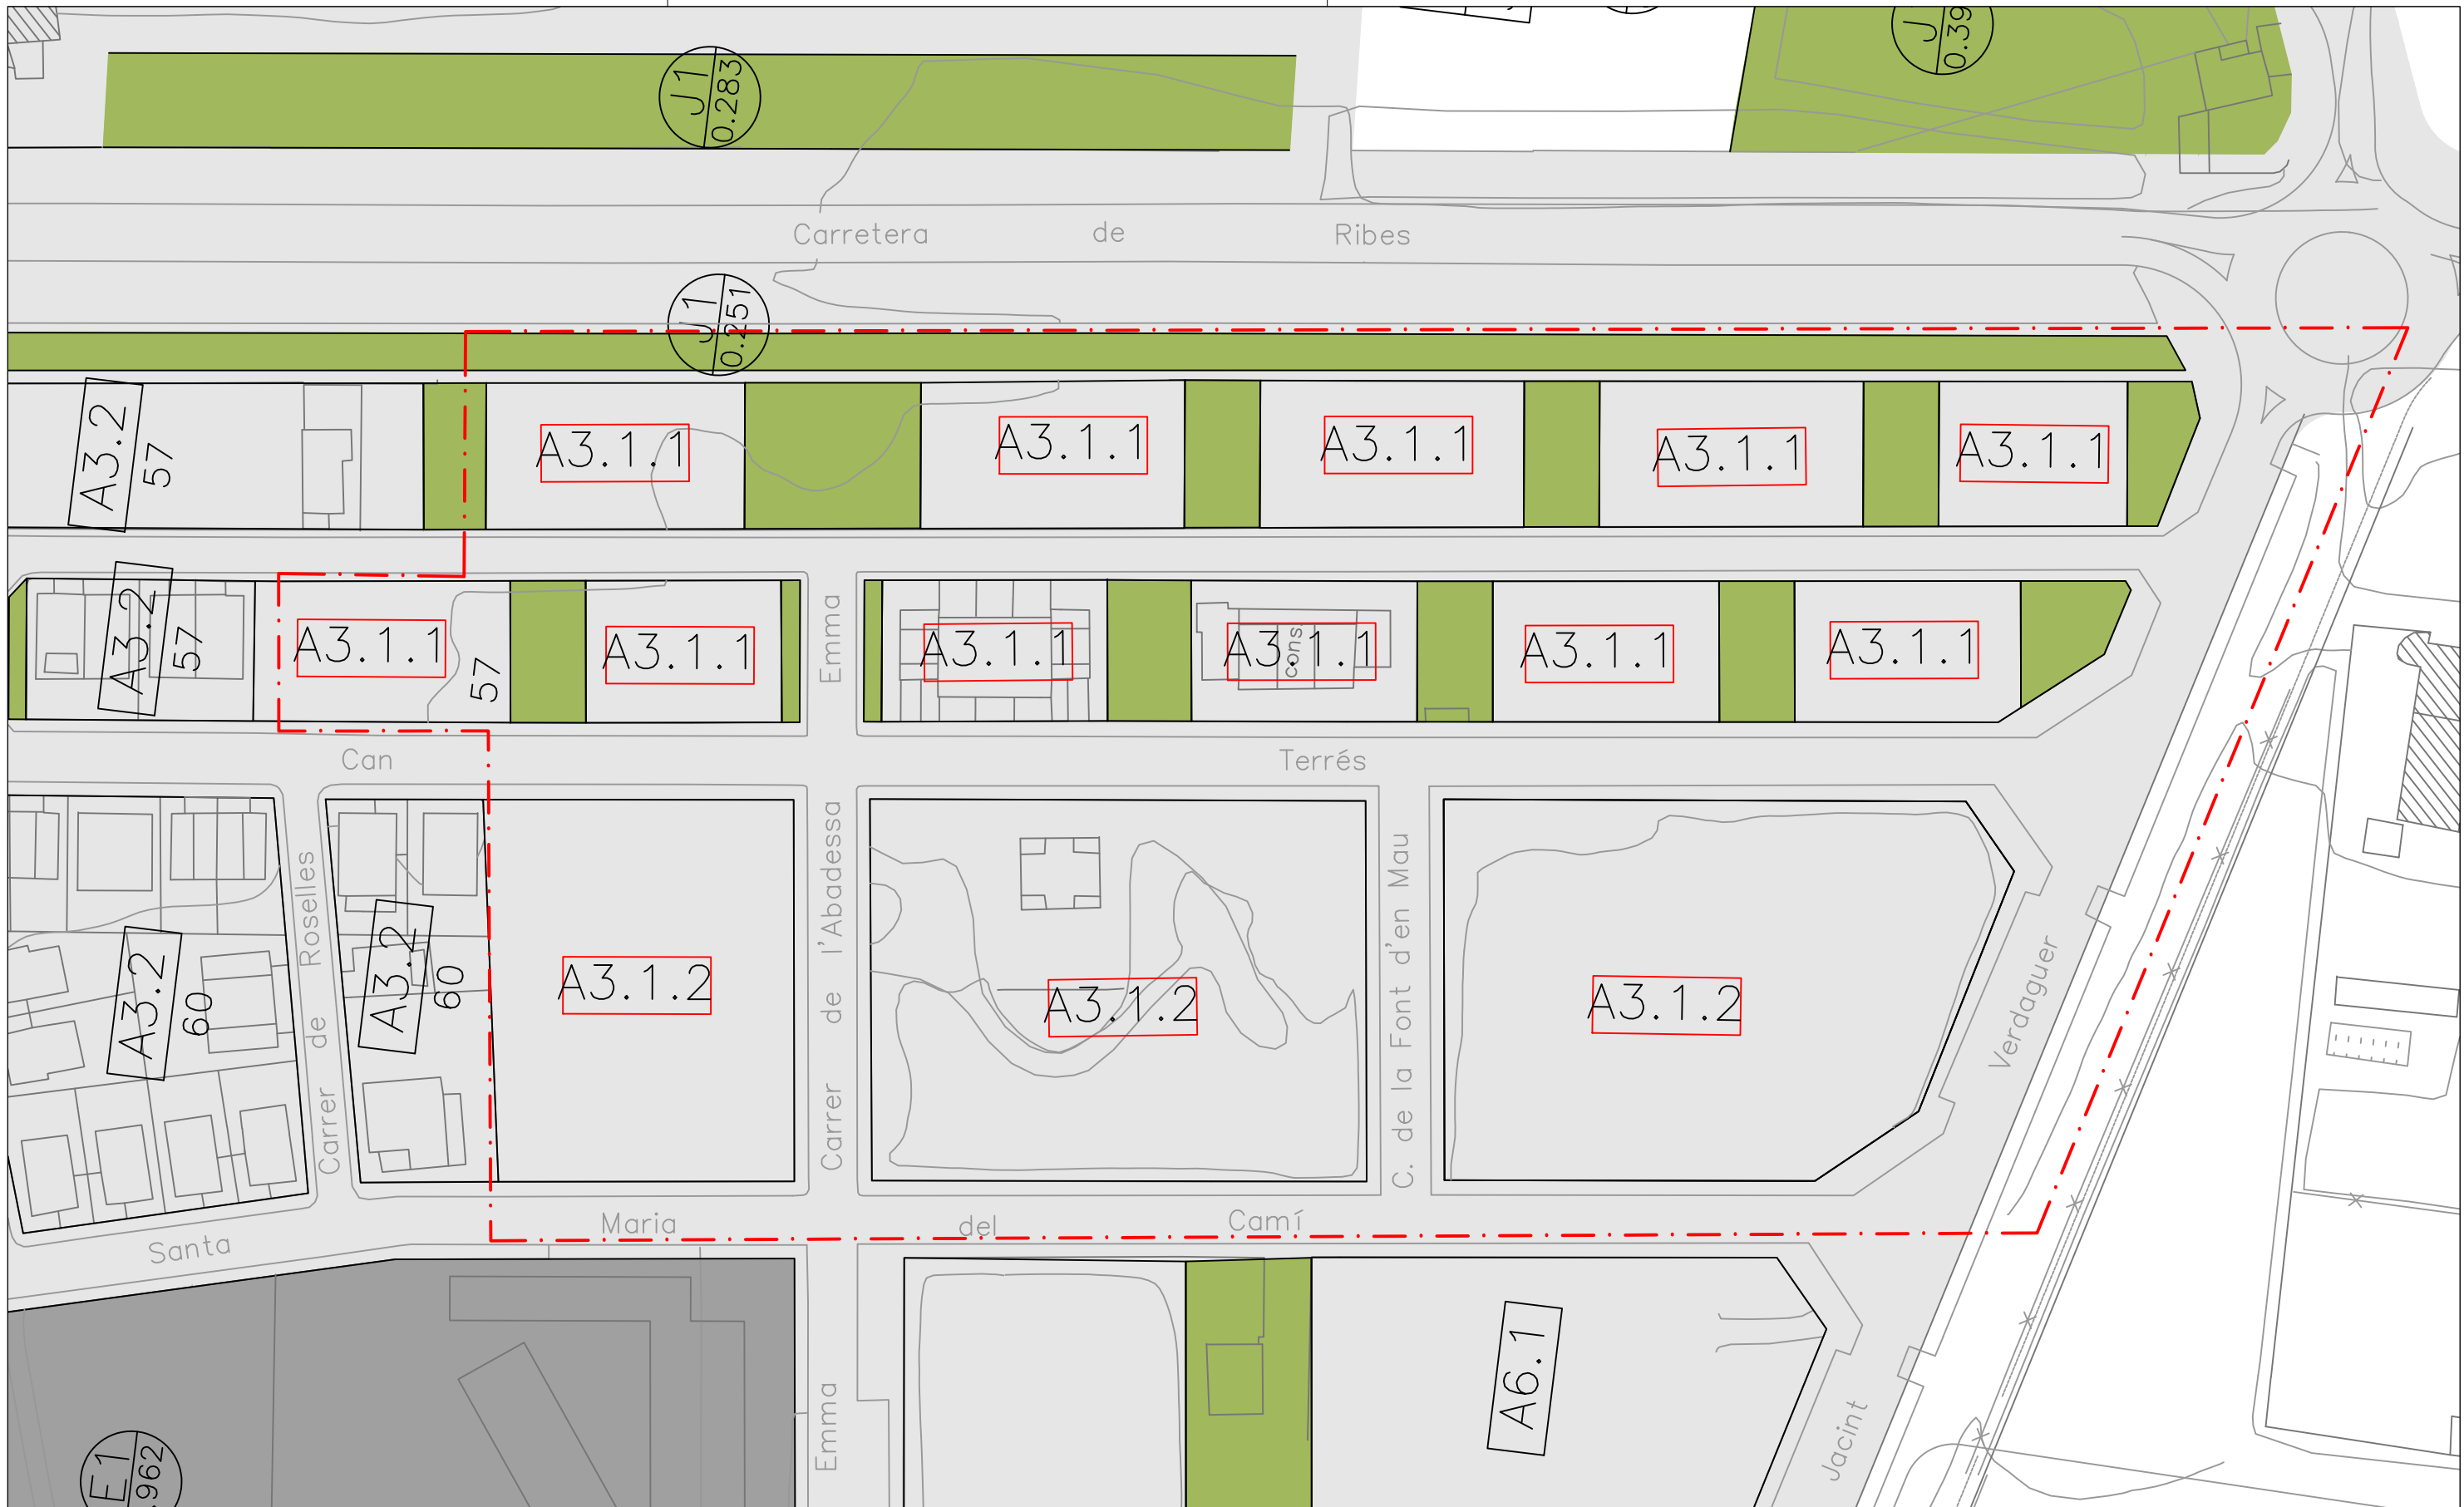 J1
0.283
J
0.39
Carretera de Ribes
J1
0.251
A3.2
57
A3.1.1
A3.1.1
A3.1.1
A3.1.1
A3.1.1
A3.2
57
A3.1.1
57
A3.1.1
Emma
A3.1.1
A3.1.1
cons.
A3.1.1
A3.1.1
Can Terrés
A3.2
60
Carrer de Roselles
A3.2
60
A3.1.2
Carrer de l'Abadessa
A3.1.2
C. de la Font d'en Mau
A3.1.2
Verdaguer
Santa Maria del Camí
E1
.962
Emma
A6.1
Jacint